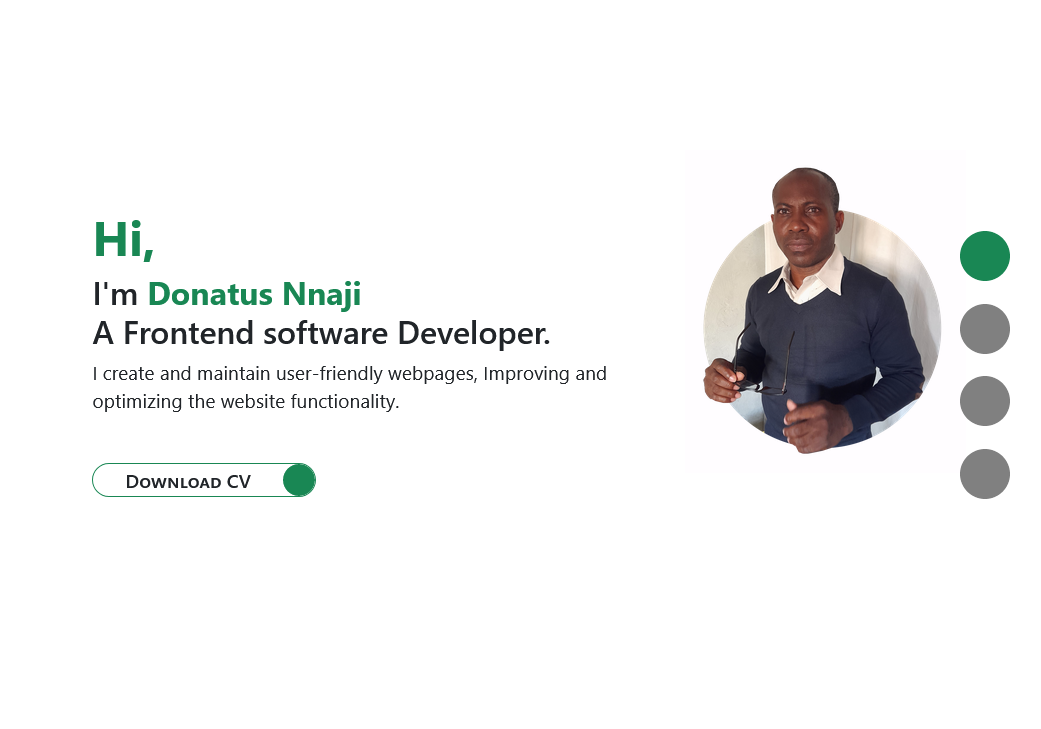 Hi,
I'm Donatus Nnaji
A Frontend software Developer.
I create and maintain user-friendly webpages, Improving and
optimizing the website functionality.
Download CV